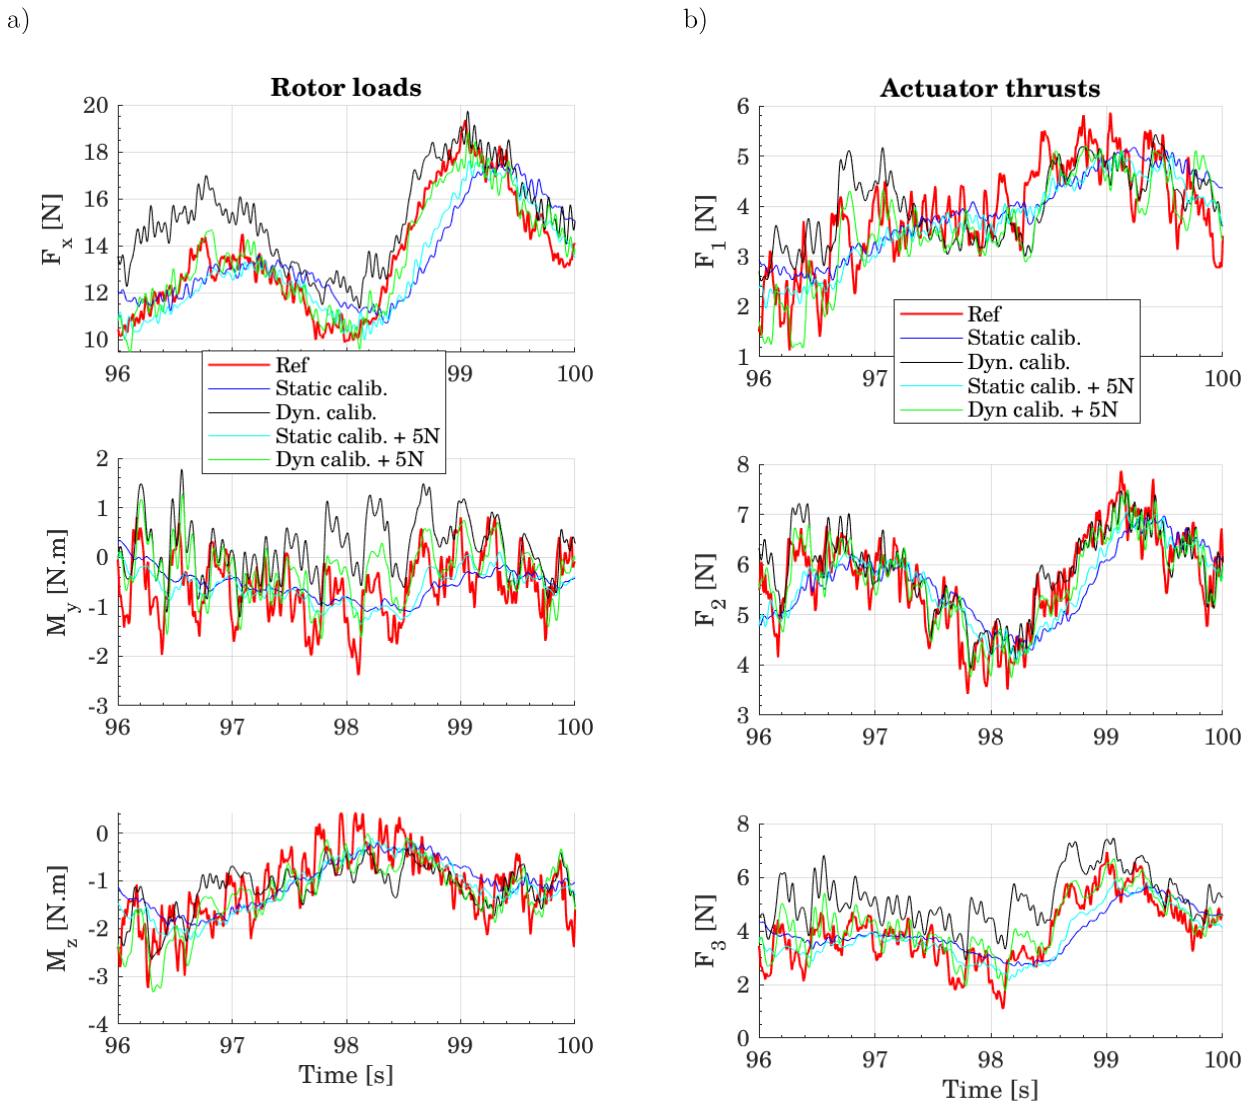 a)
Rotor loads
F_x [N]
20
18
16
14
12
10
96
99
100
Ref
Static calib.
Dyn. calib.
Static calib. + 5N
Dyn calib. + 5N
M_y [N.m]
2
1
0
-1
-2
-3
96
97
98
99
100
M_z [N.m]
0
-1
-2
-3
-4
96
97
98
99
100
Time [s]
b)
Actuator thrusts
F_1 [N]
6
5
4
3
2
1
96
97
100
Ref
Static calib.
Dyn. calib.
Static calib. + 5N
Dyn calib. + 5N
F_2 [N]
8
7
6
5
4
3
96
97
98
99
100
F_3 [N]
8
6
4
2
0
96
97
98
99
100
Time [s]